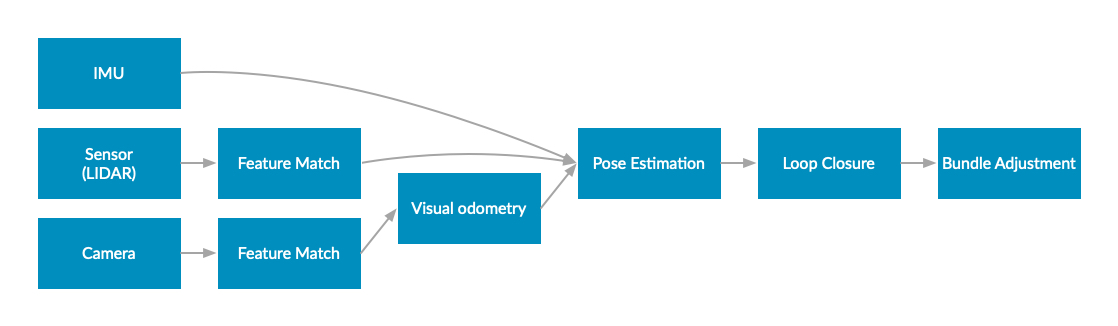 IMU
Sensor
(LIDAR)
Feature Match
Pose Estimation
Loop Closure
Bundle Adjustment
Visual odometry
Camera
Feature Match